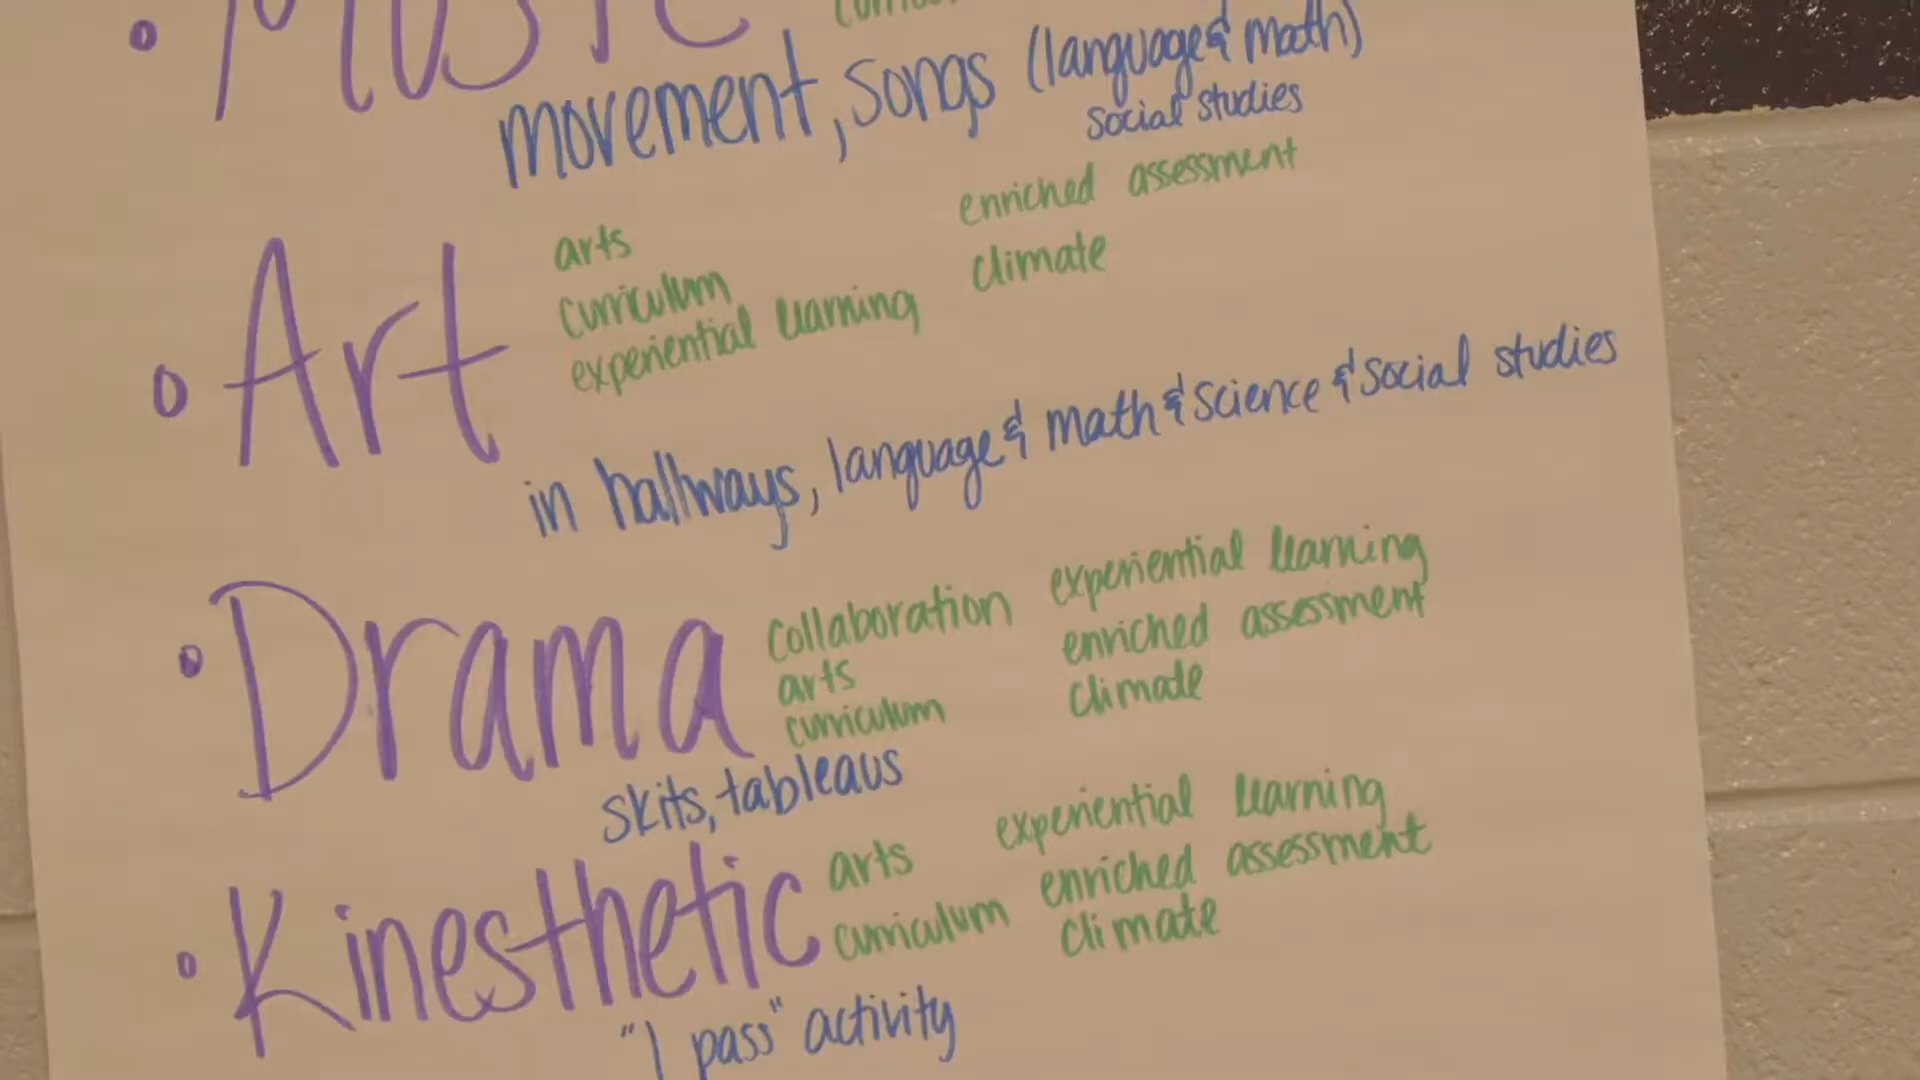 • Music
movement, songs (language & math)
social studies
enriched assessment
• Art
arts
curriculum
experiential learning
climate
in hallways, language & math & science & social studies
• Drama
collaboration
arts
curriculum
experiential learning
enriched assessment
climate
skits, tableaus
• Kinesthetic
arts
curriculum
experiential learning
enriched assessment
climate
"I pass" activity